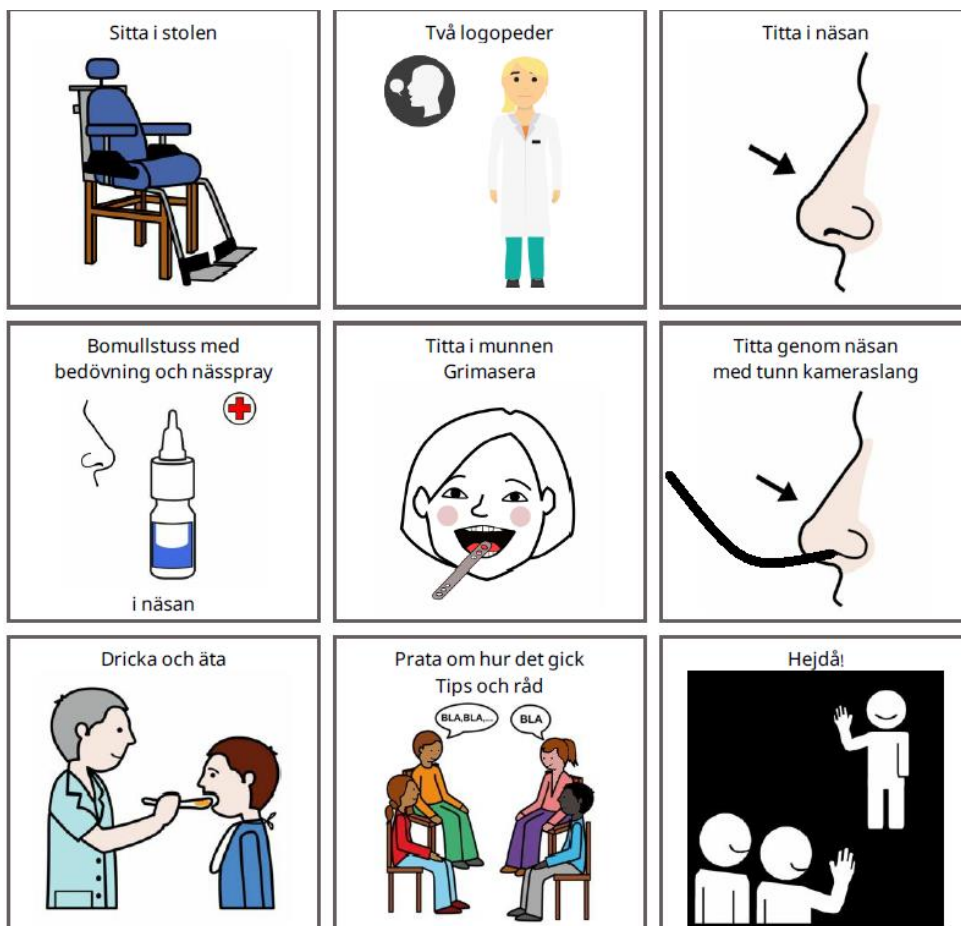 Sitta i stolen
Två logopeder
Titta i näsan
Bomullstuss med
bedövning och nässpray
i näsan
Titta i munnen
Grimasera
Titta genom näsan
med tunn kameraslang
Dricka och äta
Prata om hur det gick
Tips och råd
BLA,BLA,...
BLA
Hejdå!